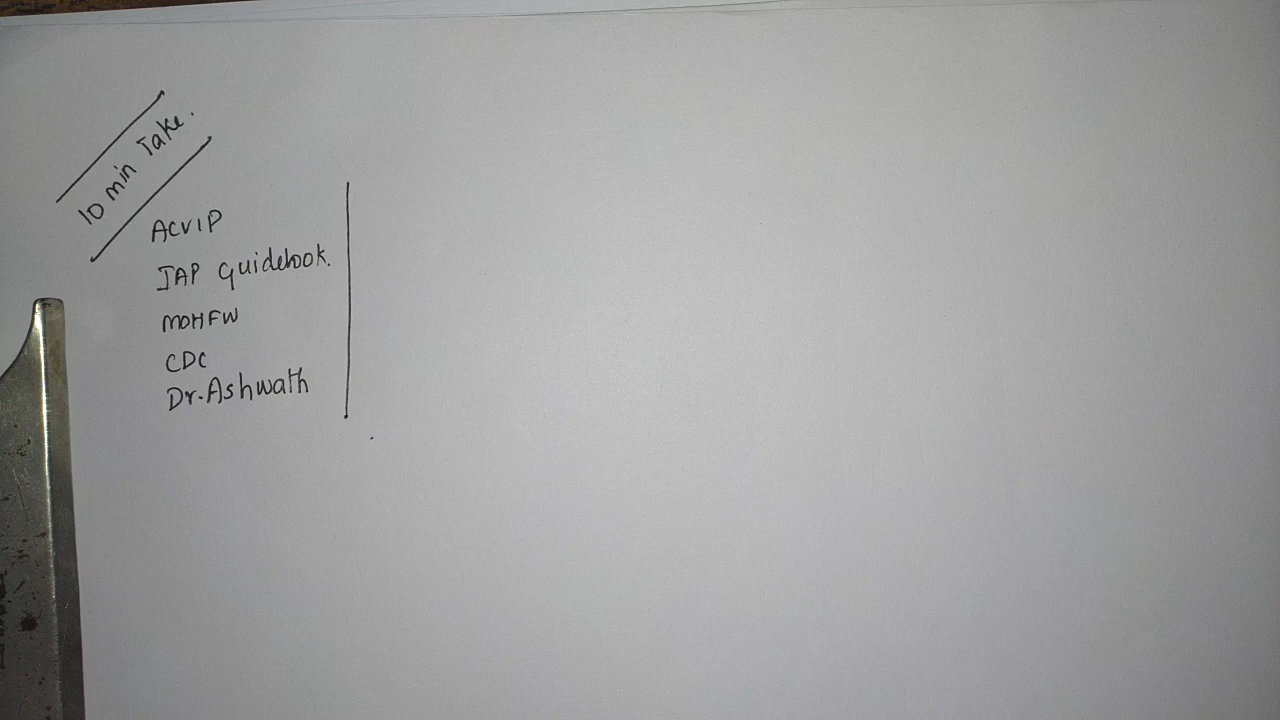 10 min Take.
ACVIP
IAP Guidebook.
MOHFW
CDC
Dr. Ashwath